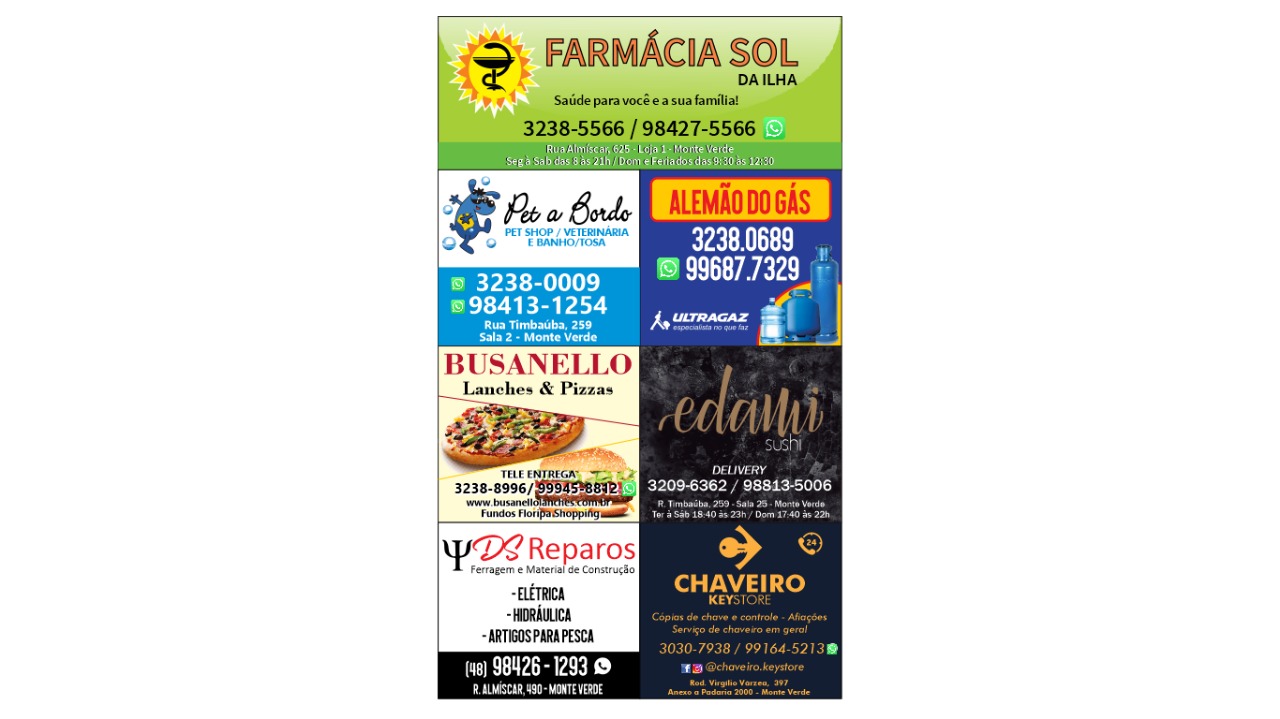 FARMÁCIA SOL
DA ILHA
Saúde para você e a sua família!
3238-5566 / 98427-5566
Rua Almíscar, 625 - Loja 1 - Monte Verde
Seg à Sab das 8 às 21h / Dom e Feriados das 9:30 às 12:30
Pet a Bordo
PET SHOP / VETERINÁRIA
E BANHO/TOSA
3238-0009
98413-1254
Rua Timbaúba, 259
Sala 2 - Monte Verde
ALEMÃO DO GÁS
3238.0689
99687.7329
ULTRAGAZ
especialista no que faz
BUSANELLO
Lanches & Pizzas
TELE ENTREGA
3238-8996/ 99945-8812
www.busanellolanches.com.br
Fundos Floripa Shopping
edami
sushi
DELIVERY
3209-6362 / 98813-5006
R. Timbaúba, 259 - Sala 25 - Monte Verde
Ter à Sáb 18:40 às 23h / Dom 17:40 às 22h
ΨDS Reparos
Ferragem e Material de Construção
- ELÉTRICA
- HIDRÁULICA
- ARTIGOS PARA PESCA
(48) 98426-1293
R. ALMÍSCAR, 490 - MONTE VERDE
24
CHAVEIRO
KEYSTORE
Cópias de chave e controle - Afiações
Serviço de chaveiro em geral
3030-7938 / 99164-5213
@chaveiro.keystore
Rod. Virgílio Várzea, 397
Anexo a Padaria 2000 - Monte Verde